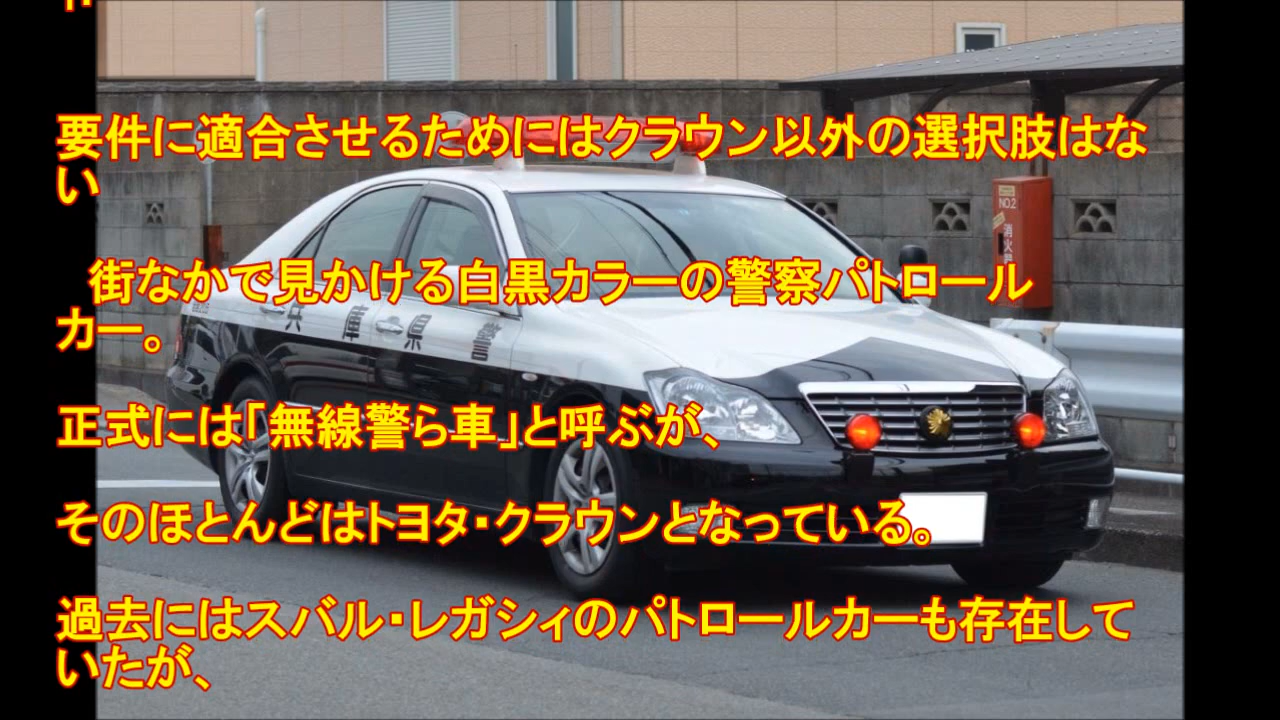 要件に適合させるためにはクラウン以外の選択肢はな
い
街なかで見かける白黒カラーの警察パトロール
カー。
正式には「無線警ら車」と呼ぶが、
そのほとんどはトヨタ・クラウンとなっている。
過去にはスバル・レガシィのパトロールカーも存在して
いたが、
兵庫県警
NO.2
消火